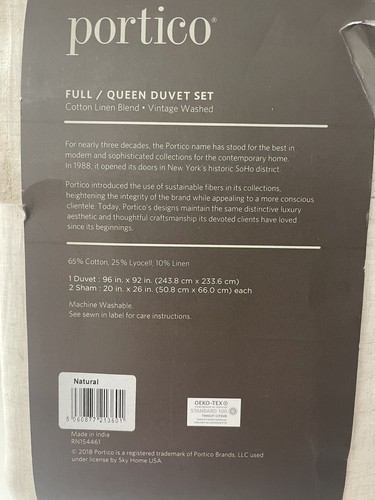 portico®
FULL / QUEEN DUVET SET
Cotton Linen Blend • Vintage Washed
For nearly three decades, the Portico name has stood for the best in
modern and sophisticated collections for the contemporary home.
In 1988, it opened its doors in New York's historic SoHo district.
Portico introduced the use of sustainable fibers in its collections,
heightening the integrity of the brand while appealing to a more conscious
clientele. Today, Portico's designs maintain the same distinctive luxury
aesthetic and thoughtful craftsmanship its devoted clients have loved
since its beginnings.
65% Cotton, 25% Lyocell, 10% Linen
1 Duvet : 96 in. x 92 in. (243.8 cm x 233.6 cm)
2 Sham : 20 in. x 26 in. (50.8 cm x 66.0 cm) each
Machine Washable.
See sewn in label for care instructions.
Natural
OEKO-TEX®
STANDARD 100
Made in India
RN154461
© 2018 Portico is a registered trademark of Portico Brands, LLC used
under license by Sky Home USA.